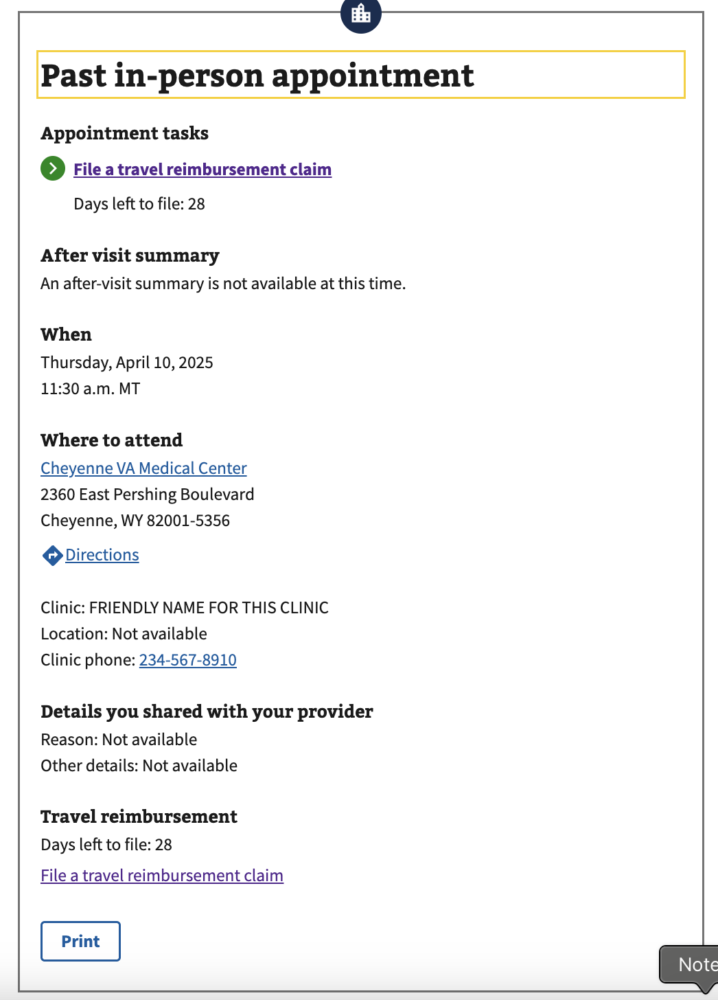 Past in-person appointment
Appointment tasks
File a travel reimbursement claim
Days left to file: 28
After visit summary
An after-visit summary is not available at this time.
When
Thursday, April 10, 2025
11:30 a.m. MT
Where to attend
Cheyenne VA Medical Center
2360 East Pershing Boulevard
Cheyenne, WY 82001-5356
Directions
Clinic: FRIENDLY NAME FOR THIS CLINIC
Location: Not available
Clinic phone: 234-567-8910
Details you shared with your provider
Reason: Not available
Other details: Not available
Travel reimbursement
Days left to file: 28
File a travel reimbursement claim
Print
Note